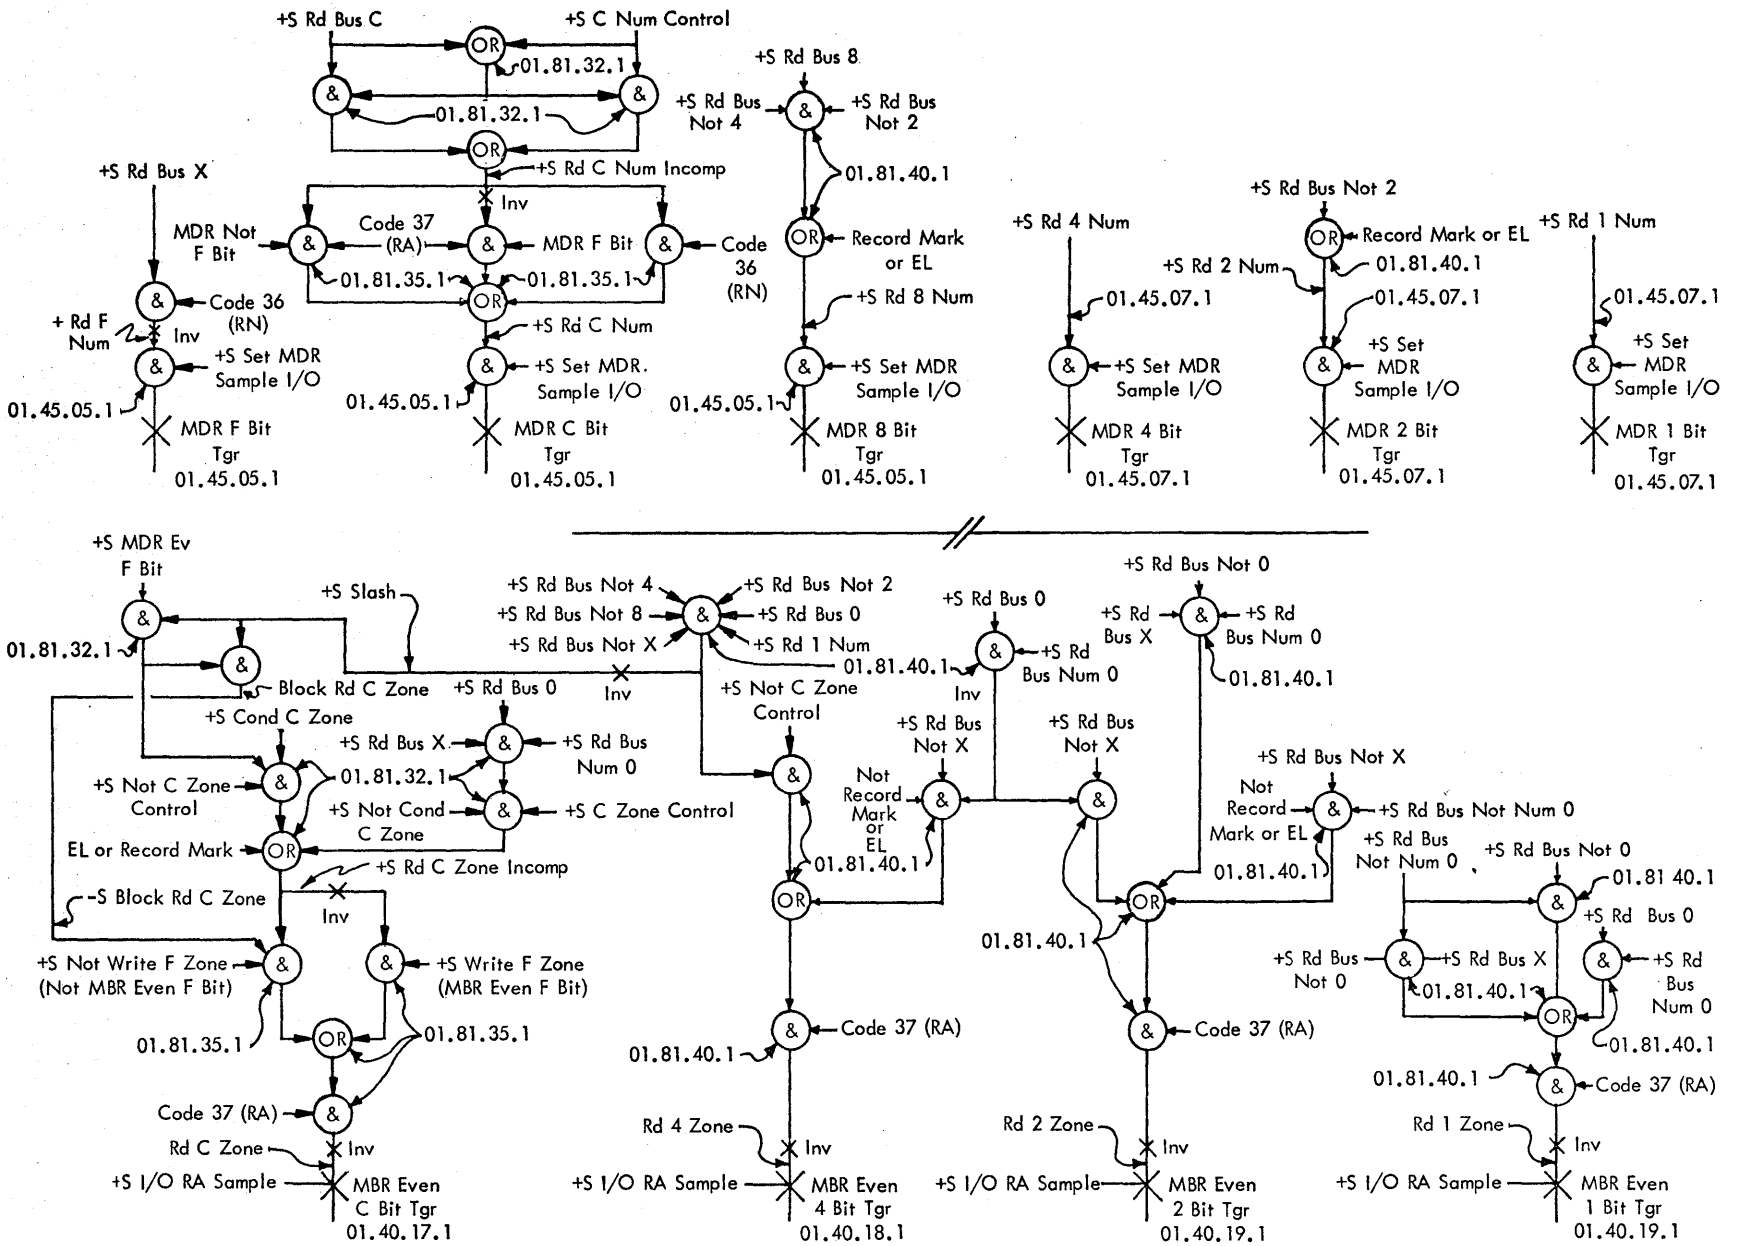 +S Rd Bus C
+S C Num Control
OR
01.81.32.1
&
&
01.81.32.1
OR
+S Rd C Num Incomp
Inv
MDR Not
F Bit
&
Code 37
(RA)
&
MDR F Bit
&
Code
36
(RN)
01.81.35.1
01.81.35.1
OR
+S Rd C Num
&
+S Set MDR.
Sample I/O
01.45.05.1
MDR C Bit
Tgr
01.45.05.1
+S Rd Bus X
&
Code 36
(RN)
+ Rd F
Num
Inv
&
+S Set MDR
Sample I/O
01.45.05.1
MDR F Bit
Tgr
01.45.05.1
+S Rd Bus 8
+S Rd Bus
Not 4
&
+S Rd Bus
Not 2
01.81.40.1
OR
Record Mark
or EL
+S Rd 8 Num
&
+S Set MDR
Sample I/O
01.45.05.1
MDR 8 Bit
Tgr
01.45.05.1
+S Rd 4 Num
01.45.07.1
&
+S Set MDR
Sample I/O
MDR 4 Bit
Tgr
01.45.07.1
+S Rd Bus Not 2
OR
Record Mark or EL
01.81.40.1
+S Rd 2 Num
01.45.07.1
&
+S Set
MDR
Sample I/O
MDR 2 Bit
Tgr
01.45.07.1
+S Rd 1 Num
01.45.07.1
&
+S Set
MDR
Sample I/O
MDR 1 Bit
Tgr
01.45.07.1
+S MDR Ev
F Bit
&
01.81.32.1
&
+S Slash
Block Rd C Zone
+S Cond C Zone
+S Not C Zone
Control
&
01.81.32.1
+S Rd Bus 0
+S Rd Bus X
&
+S Rd Bus
Num 0
+S Not Cond
C Zone
&
+S C Zone Control
EL or Record Mark
OR
+S Rd C Zone Incomp
-S Block Rd C Zone
Inv
+S Not Write F Zone
(Not MBR Even F Bit)
&
&
+S Write F Zone
(MBR Even F Bit)
01.81.35.1
OR
01.81.35.1
Code 37 (RA)
&
Rd C Zone
Inv
+S I/O RA Sample
MBR Even
C Bit Tgr
01.40.17.1
+S Rd Bus Not 4
+S Rd Bus Not 2
+S Rd Bus Not 8
&
+S Rd Bus 0
+S Rd Bus Not X
+S Rd 1 Num
01.81.40.1
Inv
+S Not C Zone
Control
&
+S Rd Bus 0
&
+S Rd
Bus Num 0
Inv
+S Rd Bus
Not X
Not
Record
Mark
or
EL
&
01.81.40.1
OR
&
Code 37 (RA)
01.81.40.1
Rd 4 Zone
Inv
+S I/O RA Sample
MBR Even
4 Bit Tgr
01.40.18.1
+S Rd Bus Not 0
+S Rd
Bus X
&
+S Rd
Bus Num 0
01.81.40.1
+S Rd Bus
Not X
&
+S Rd Bus Not X
Not
Record
Mark or EL
&
+S Rd Bus Not Num 0
01.81.40.1
OR
01.81.40.1
&
Code 37 (RA)
Rd 2 Zone
Inv
+S I/O RA Sample
MBR Even
2 Bit Tgr
01.40.19.1
+S Rd Bus
Not Num 0
+S Rd Bus Not 0
&
01.81 40.1
+S Rd Bus 0
+S Rd Bus
Not 0
&
+S Rd Bus X
&
+S Rd
Bus
Num 0
01.81.40.1
OR
01.81.40.1
01.81.40.1
&
Code 37 (RA)
Rd 1 Zone
Inv
+S I/O RA Sample
MBR Even
1 Bit Tgr
01.40.19.1